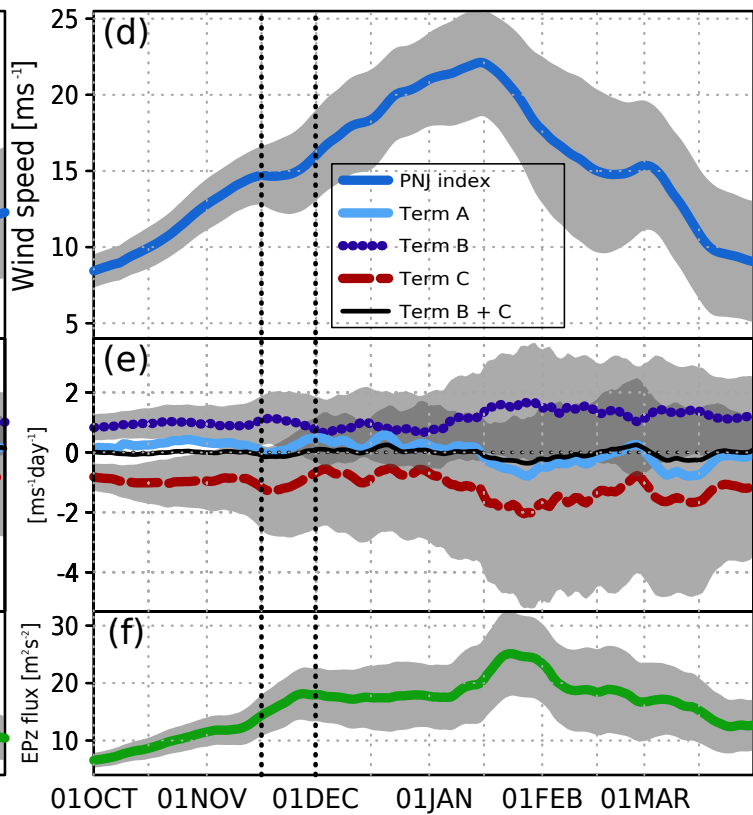 (d)
Wind speed [ms⁻¹]
25
20
15
10
5
PNJ index
Term A
Term B
Term C
Term B + C
(e)
[ms⁻¹day⁻¹]
2
0
-2
-4
(f)
EPz flux [m²s⁻²]
30
20
10
01OCT 01NOV 01DEC 01JAN 01FEB 01MAR